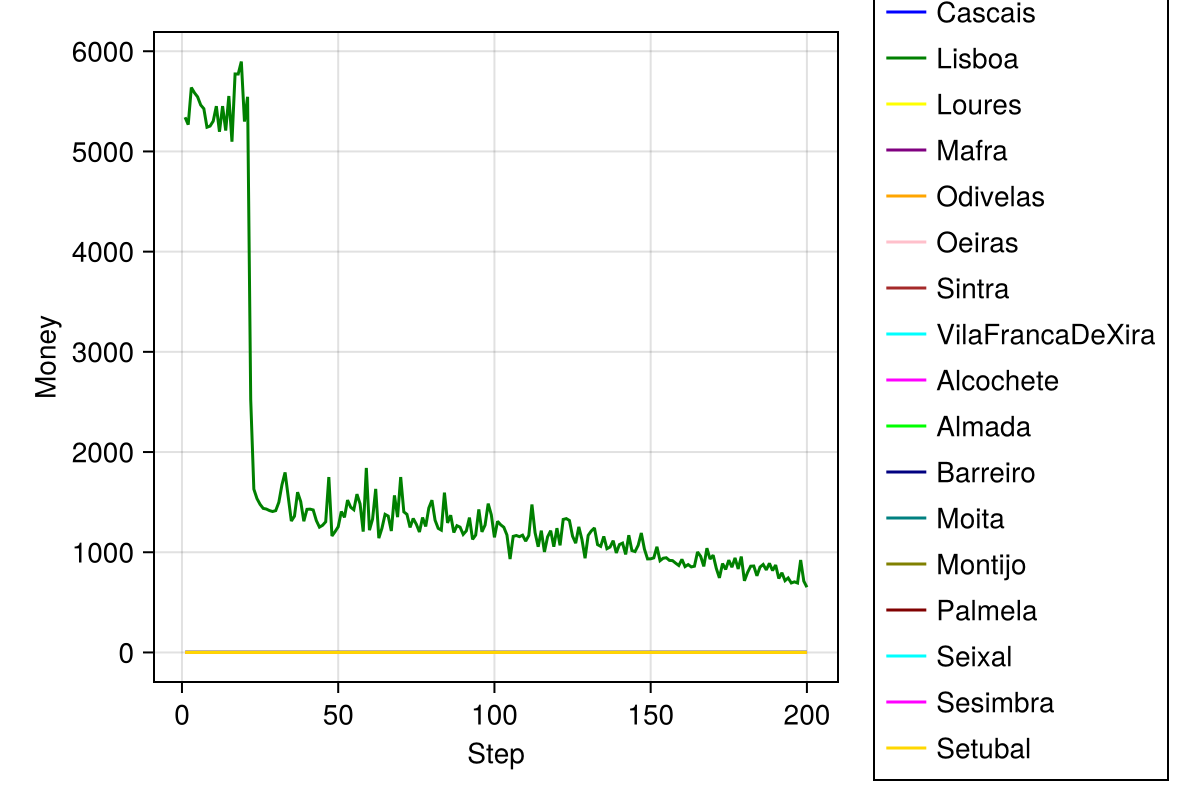 6000
5000
4000
3000
2000
1000
0
Money
0 50 100 150 200
Step
Cascais
Lisboa
Loures
Mafra
Odivelas
Oeiras
Sintra
VilaFrancaDeXira
Alcochete
Almada
Barreiro
Moita
Montijo
Palmela
Seixal
Sesimbra
Setubal